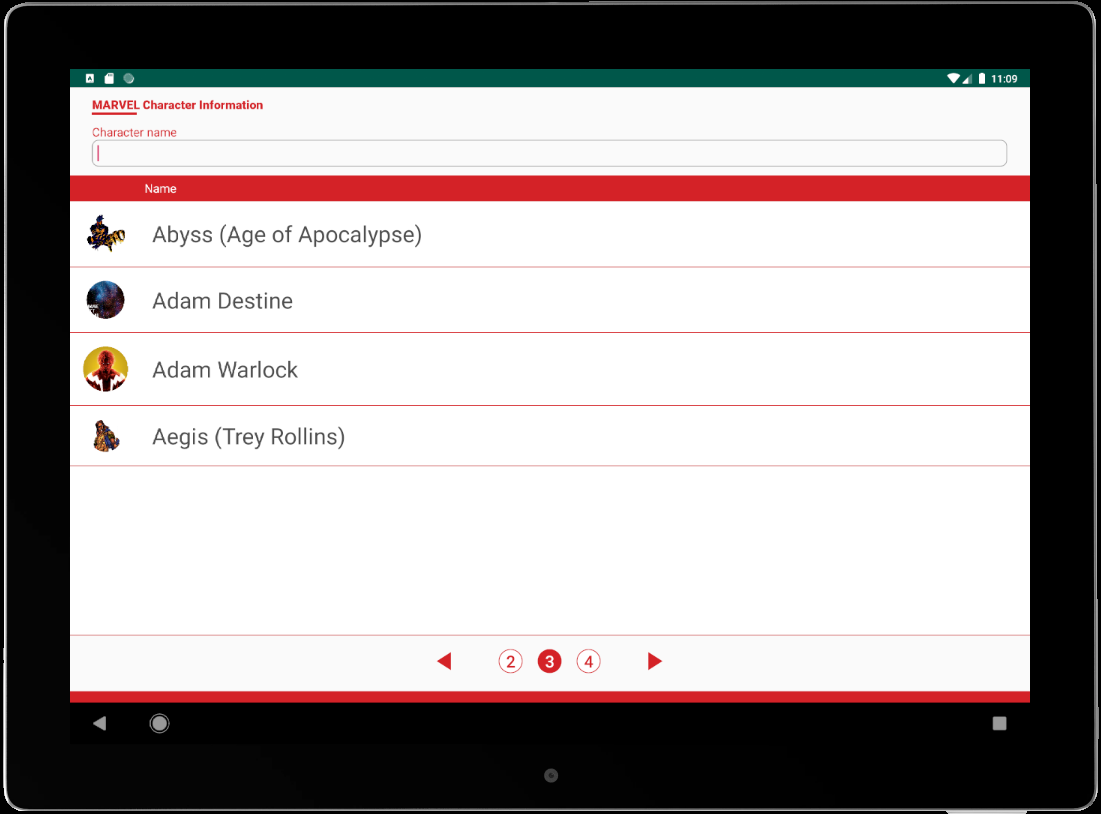 11:09
MARVEL Character Information
Character name
Name
Abyss (Age of Apocalypse)
Adam Destine
Adam Warlock
Aegis (Trey Rollins)
2 3 4